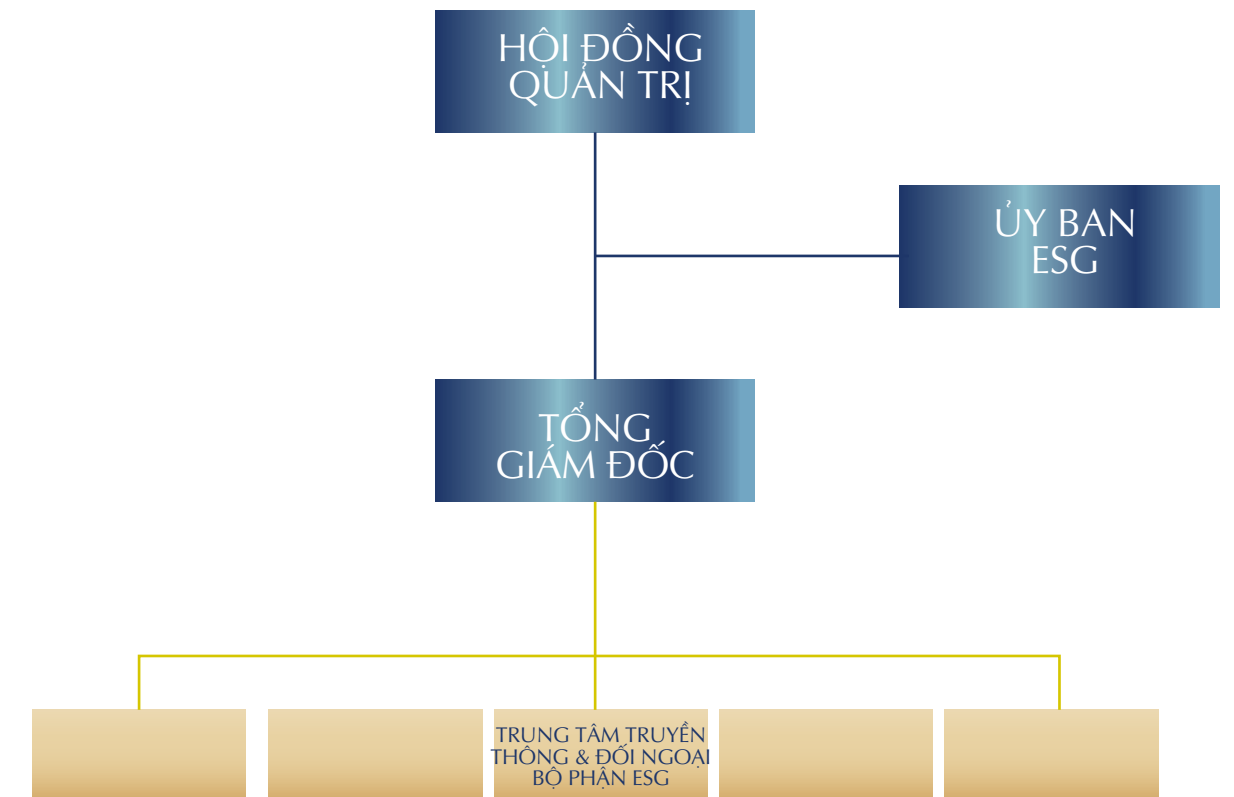 HỘI ĐỒNG
QUẢN TRỊ
ỦY BAN
ESG
TỔNG
GIÁM ĐỐC
TRUNG TÂM TRUYỀN
THÔNG & ĐỐI NGOẠI
BỘ PHẬN ESG